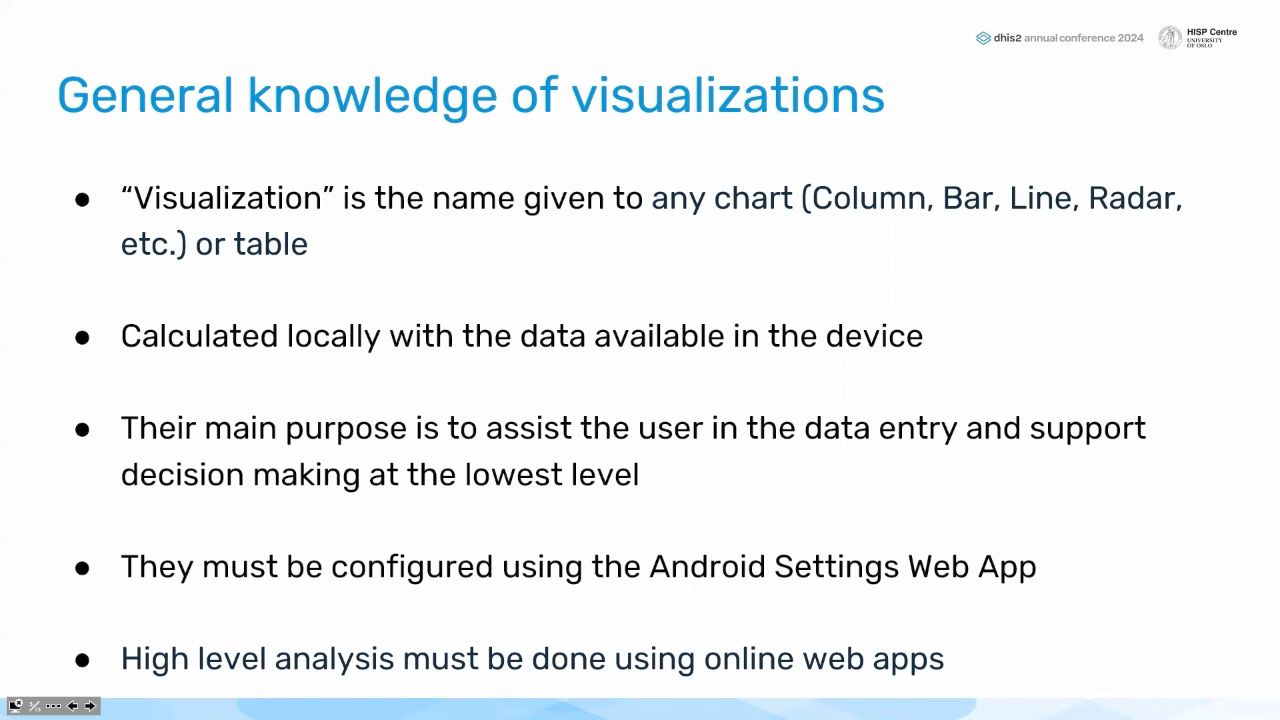 dhis2 annual conference 2024
HISP Centre
UNIVERSITY
OF OSLO
General knowledge of visualizations
● “Visualization” is the name given to any chart (Column, Bar, Line, Radar,
etc.) or table
● Calculated locally with the data available in the device
● Their main purpose is to assist the user in the data entry and support
decision making at the lowest level
● They must be configured using the Android Settings Web App
● High level analysis must be done using online web apps